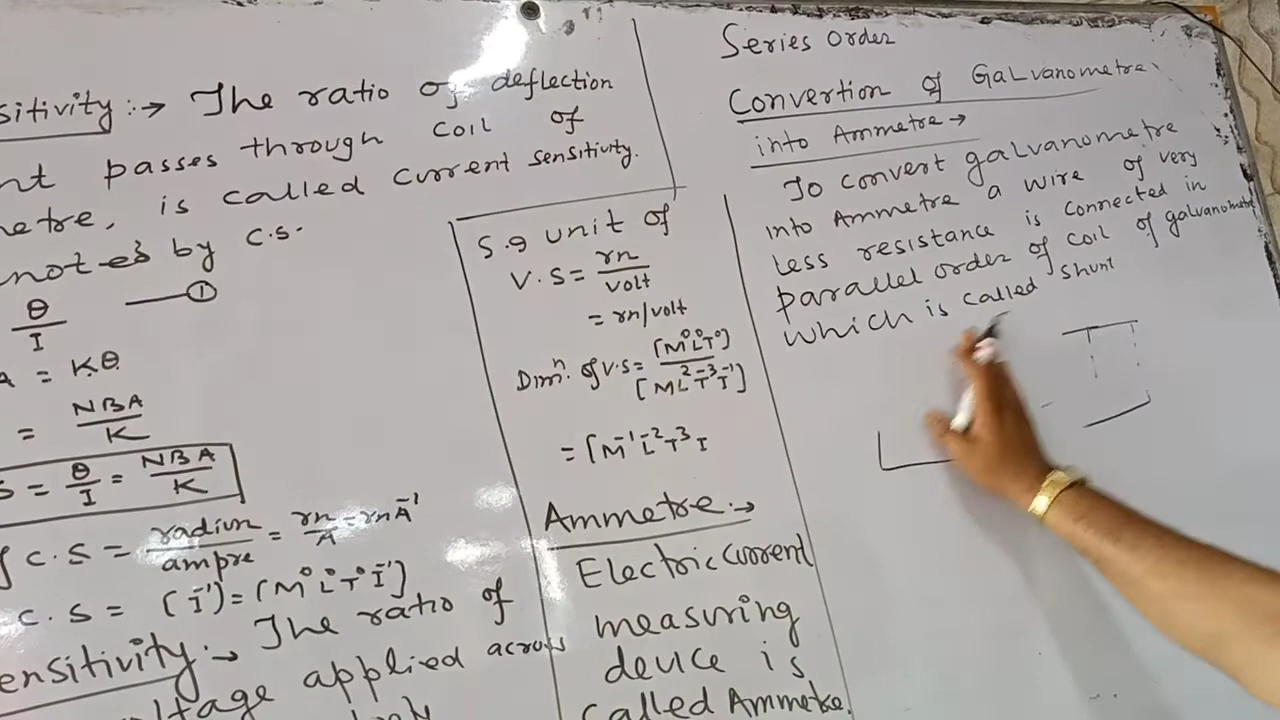 sitivity :→ The ratio of deflection
nt passes through coil of
metre, is called current sensitivity.
noted by C.S.
θ/I —①
A = Kθ
= NBA/K
S = θ/I = NBA/K
f C.S = radiun/ampre = rn/A = rnA⁻¹
C.S = [I⁻¹] = [M⁰L⁰T⁰I⁻¹]
ensitivity :→ The ratio of
ltage applied across
S.g unit of
V.S = rn/volt
= rn/volt
Dimⁿ. of V.S = [M⁰L⁰T⁰]/[ML²T⁻³I⁻¹]
= [M⁻¹L⁻²T³I
Ammetre :→
Electric current
measuring
device is
called Ammetre.
Series Order
Convertion of Galvanometre
into Ammetre →
To convert galvanometre
into Ammetre a wire of very
less resistance is connected in
parallel order of coil of galvanometre
which is called shunt